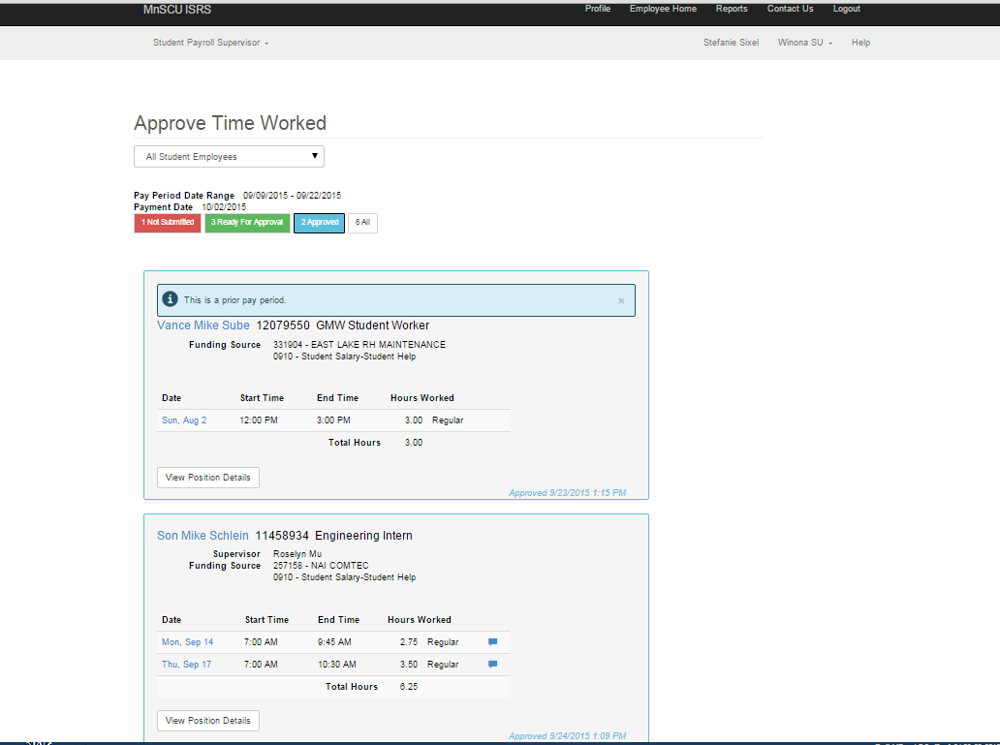 MnSCU ISRS Profile Employee Home Reports Contact Us Logout
Student Payroll Supervisor Stefanie Sixel Winona SU Help
Approve Time Worked
All Student Employees
Pay Period Date Range 09/09/2015 - 09/22/2015
Payment Date 10/02/2015
1 Not Submitted 3 Ready For Approval 2 Approved 6 All
This is a prior pay period. ×
Vance Mike Sube 12079550 GMW Student Worker
Funding Source 331904 - EAST LAKE RH MAINTENANCE
0910 - Student Salary-Student Help
Date Start Time End Time Hours Worked
Sun, Aug 2 12:00 PM 3:00 PM 3.00 Regular
Total Hours 3.00
View Position Details
Approved 9/23/2015 1:15 PM
Son Mike Schlein 11458934 Engineering Intern
Supervisor Roselyn Mu
Funding Source 257158 - NAI COMTEC
0910 - Student Salary-Student Help
Date Start Time End Time Hours Worked
Mon, Sep 14 7:00 AM 9:45 AM 2.75 Regular
Thu, Sep 17 7:00 AM 10:30 AM 3.50 Regular
Total Hours 6.25
View Position Details
Approved 9/24/2015 1:09 PM